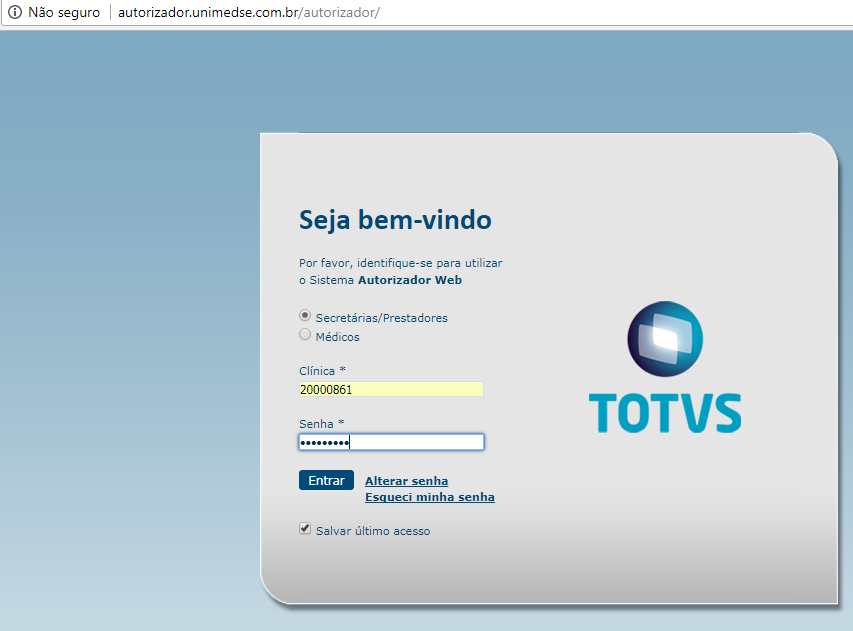 Não seguro autorizador.unimedse.com.br/autorizador/
Seja bem-vindo
Por favor, identifique-se para utilizar
o Sistema Autorizador Web
Secretárias/Prestadores
Médicos
Clínica *
20000861
Senha *
•••••••••
Entrar Alterar senha
Esqueci minha senha
Salvar último acesso
TOTVS